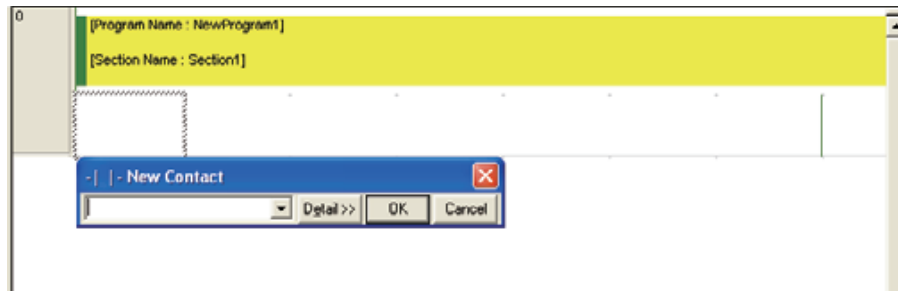 0
[Program Name : NewProgram1]
[Section Name : Section1]
-| |- New Contact
Detail >> OK Cancel